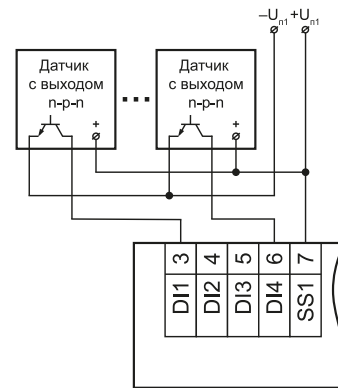 –Uп1 +Uп1
Датчик
с выходом
n-p-n
+
...
Датчик
с выходом
n-p-n
+
DI1 3
DI2 4
DI3 5
DI4 6
SS1 7